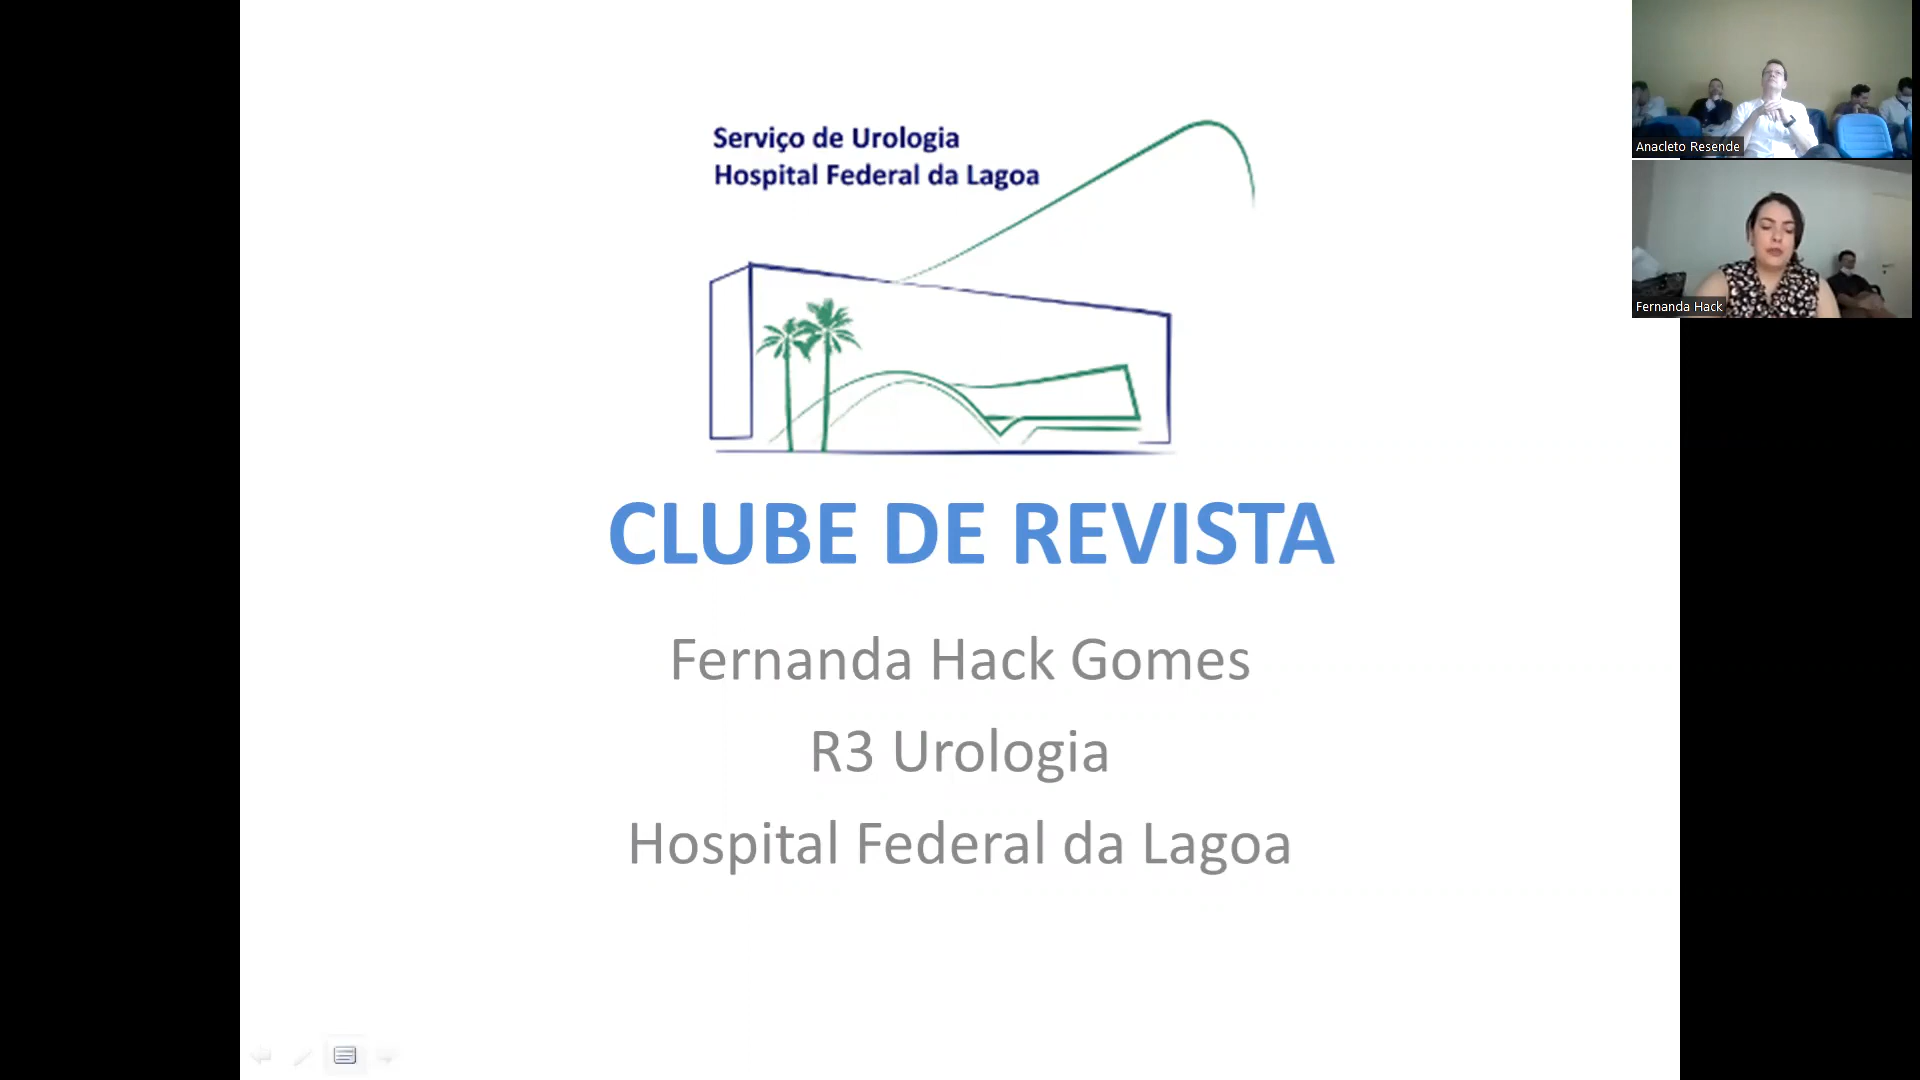 Serviço de Urologia
Hospital Federal da Lagoa
CLUBE DE REVISTA
Fernanda Hack Gomes
R3 Urologia
Hospital Federal da Lagoa
Anacleto Resende
Fernanda Hack